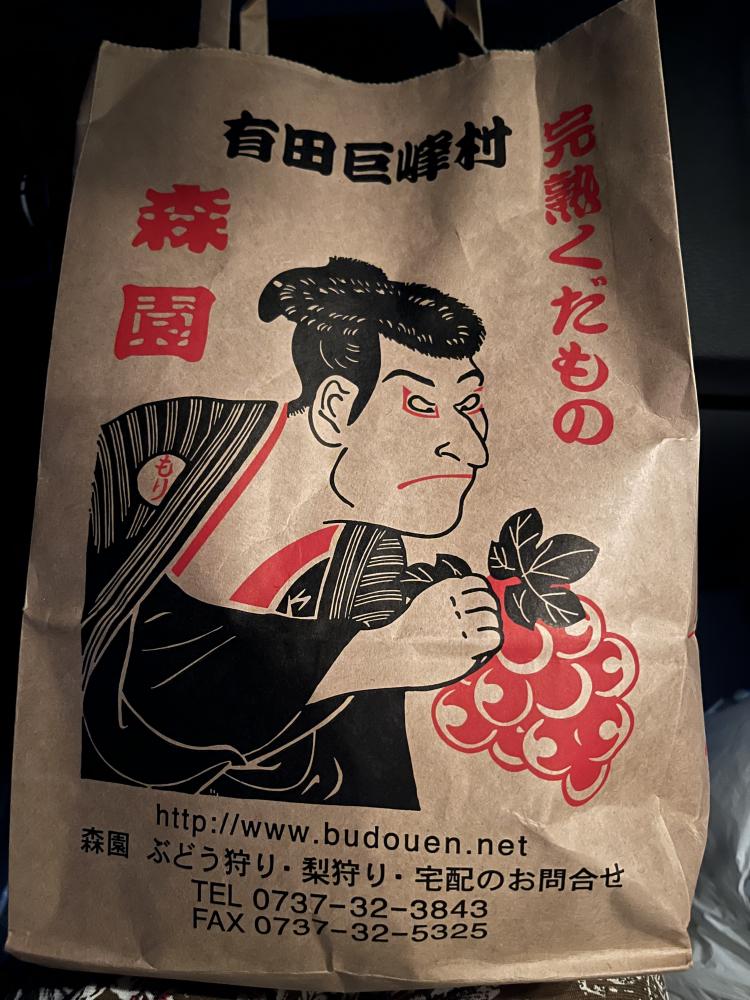 有田巨峰村
完熟くだもの
森園
もり
http://www.budouen.net
森園 ぶどう狩り・梨狩り・宅配のお問合せ
TEL 0737-32-3843
FAX 0737-32-5325